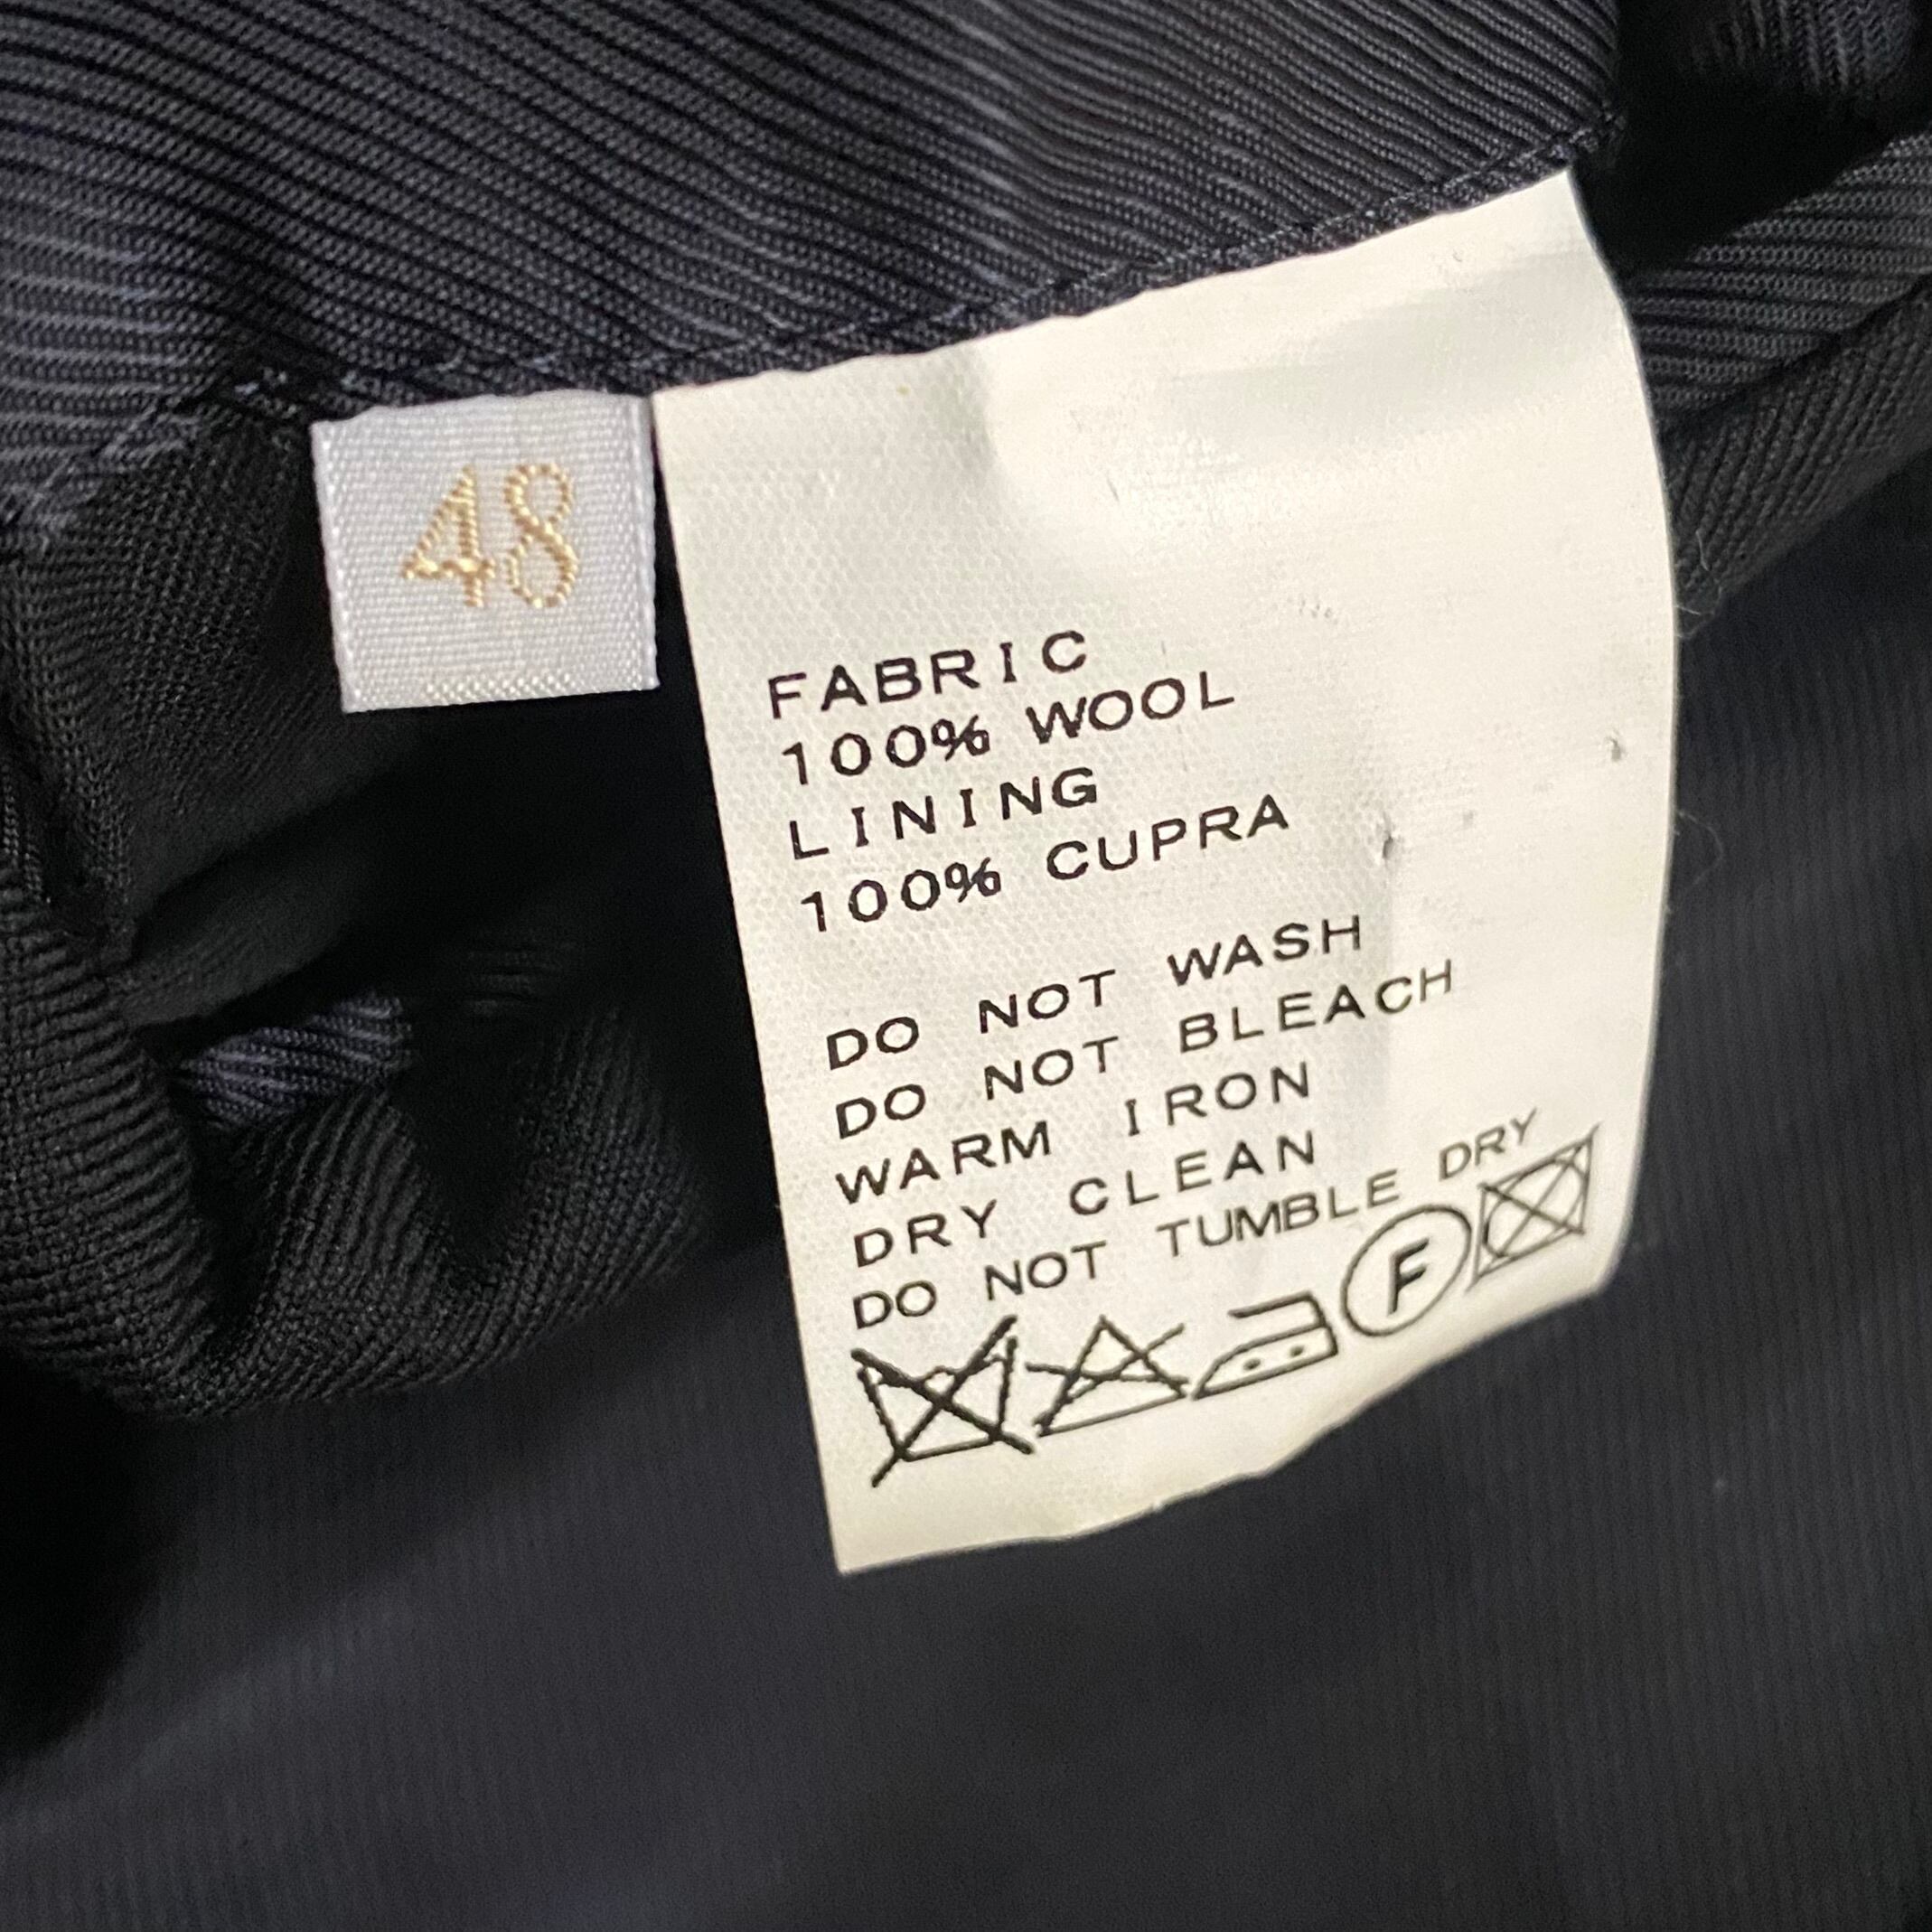 48
FABRIC
100% WOOL
LINING
100% CUPRA
DO NOT WASH
DO NOT BLEACH
WARM IRON
DRY CLEAN
DO NOT TUMBLE DRY
F